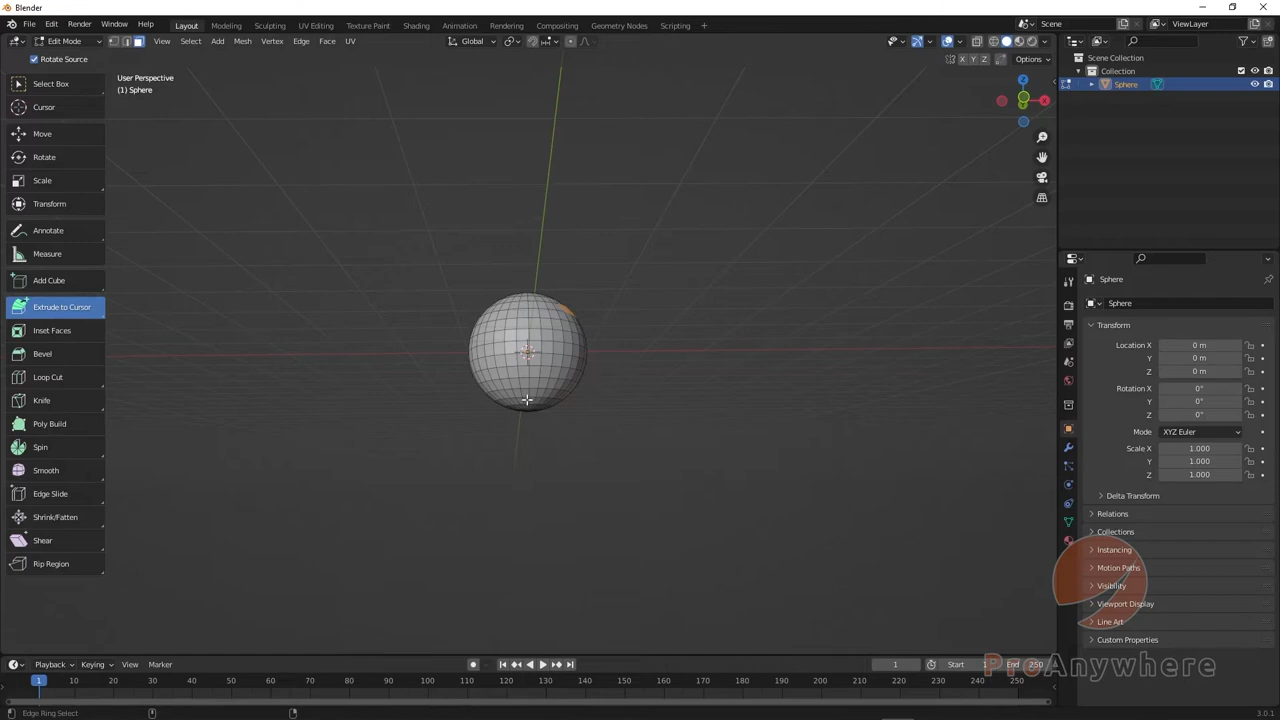 Blender
File Edit Render Window Help Layout Modeling Sculpting UV Editing Texture Paint Shading Animation Rendering Compositing Geometry Nodes Scripting + Scene ViewLayer
Edit Mode View Select Add Mesh Vertex Edge Face UV Global
Rotate Source X Y Z Options
User Perspective
(1) Sphere
Select Box
Cursor
Move
Rotate
Scale
Transform
Annotate
Measure
Add Cube
Extrude to Cursor
Inset Faces
Bevel
Loop Cut
Knife
Poly Build
Spin
Smooth
Edge Slide
Shrink/Fatten
Shear
Rip Region
Z
X
Y
Scene Collection
Collection
Sphere
Sphere
Sphere
Transform
Location X 0 m
Y 0 m
Z 0 m
Rotation X 0°
Y 0°
Z 0°
Mode XYZ Euler
Scale X 1.000
Y 1.000
Z 1.000
Delta Transform
Relations
Collections
Instancing
Motion Paths
Visibility
Viewport Display
Line Art
Custom Properties
ProAnywhere
Playback Keying View Marker 1 Start 1 End 250
1 10 20 30 40 50 60 70 80 90 100 110 120 130 140 150 160 170 180 190 200 210 220 230 240 250
Edge Ring Select 3.0.1